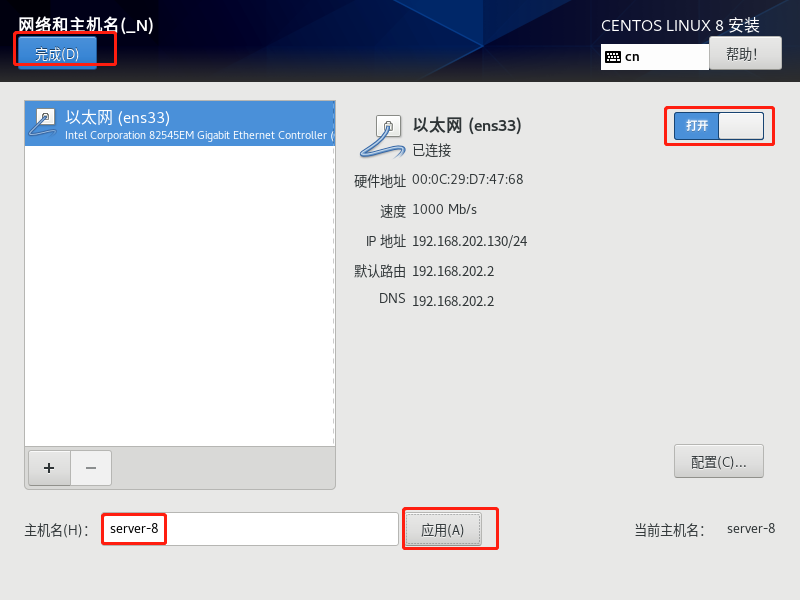 网络和主机名(_N)
CENTOS LINUX 8 安装
完成(D)
cn
帮助!
以太网 (ens33)
Intel Corporation 82545EM Gigabit Ethernet Controller (
以太网 (ens33)
已连接
打开
硬件地址 00:0C:29:D7:47:68
速度 1000 Mb/s
IP 地址 192.168.202.130/24
默认路由 192.168.202.2
DNS 192.168.202.2
+ −
配置(C)...
主机名(H): server-8
应用(A)
当前主机名: server-8